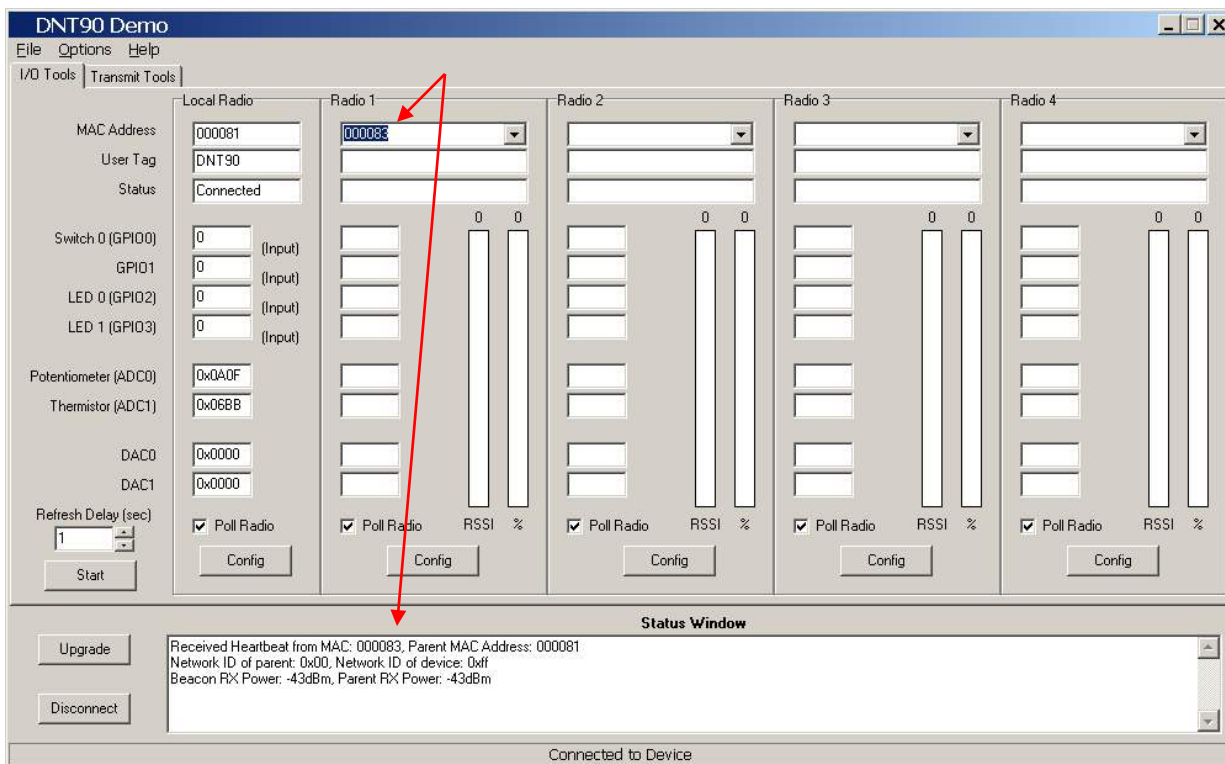 DNT90 Demo
File Options Help
I/O Tools Transmit Tools
Local Radio Radio 1 Radio 2 Radio 3 Radio 4
MAC Address 000081 000083
User Tag DNT90
Status Connected
0 0 0 0 0 0 0 0
Switch 0 (GPIO0) 0 (Input)
GPIO1 0 (Input)
LED 0 (GPIO2) 0 (Input)
LED 1 (GPIO3) 0 (Input)
Potentiometer (ADC0) 0x0A0F
Thermistor (ADC1) 0x06BB
DAC0 0x0000
DAC1 0x0000
Refresh Delay (sec)
1
Poll Radio Poll Radio RSSI % Poll Radio RSSI % Poll Radio RSSI % Poll Radio RSSI %
Start Config Config Config Config Config
Status Window
Upgrade
Received Heartbeat from MAC: 000083, Parent MAC Address: 000081
Network ID of parent: 0x00, Network ID of device: 0xff
Beacon RX Power: -43dBm, Parent RX Power: -43dBm
Disconnect
Connected to Device